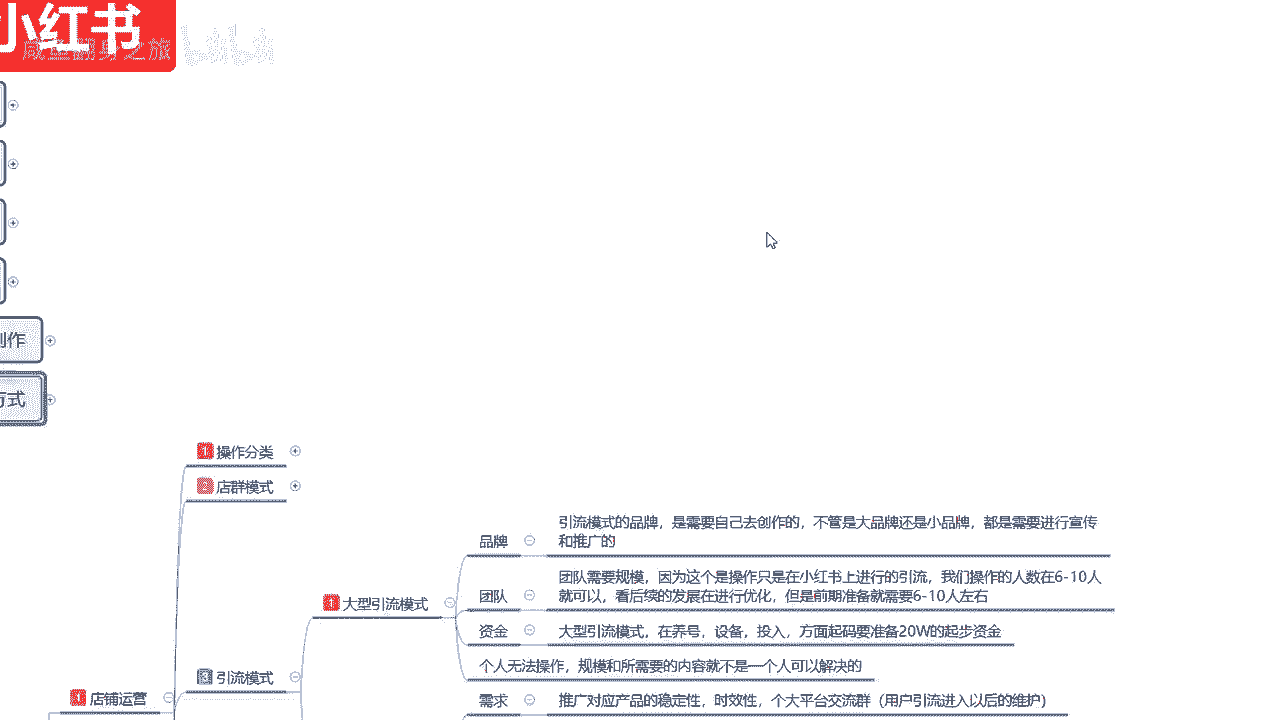 小红书
咸鱼翻身之旅 bilibili
创作
方式
1 操作分类
2 店群模式
引流模式的品牌，是需要自己去创作的，不管是大品牌还是小品牌，都是需要进行宣传
品牌
和推广的
团队需要规模，因为这个是操作只是在小红书上进行的引流，我们操作的人数在6-10人
团队
就可以，看后续的发展在进行优化，但是前期准备就需要6-10人左右
1 大型引流模式
资金 大型引流模式，在养号，设备，投入，方面起码要准备20W的起步资金
个人无法操作，规模和所需要的内容就不是一个人可以解决的
3 引流模式
店铺运营
需求 推广对应产品的稳定性，时效性，个大平台交流群（用户引流进入以后的维护）